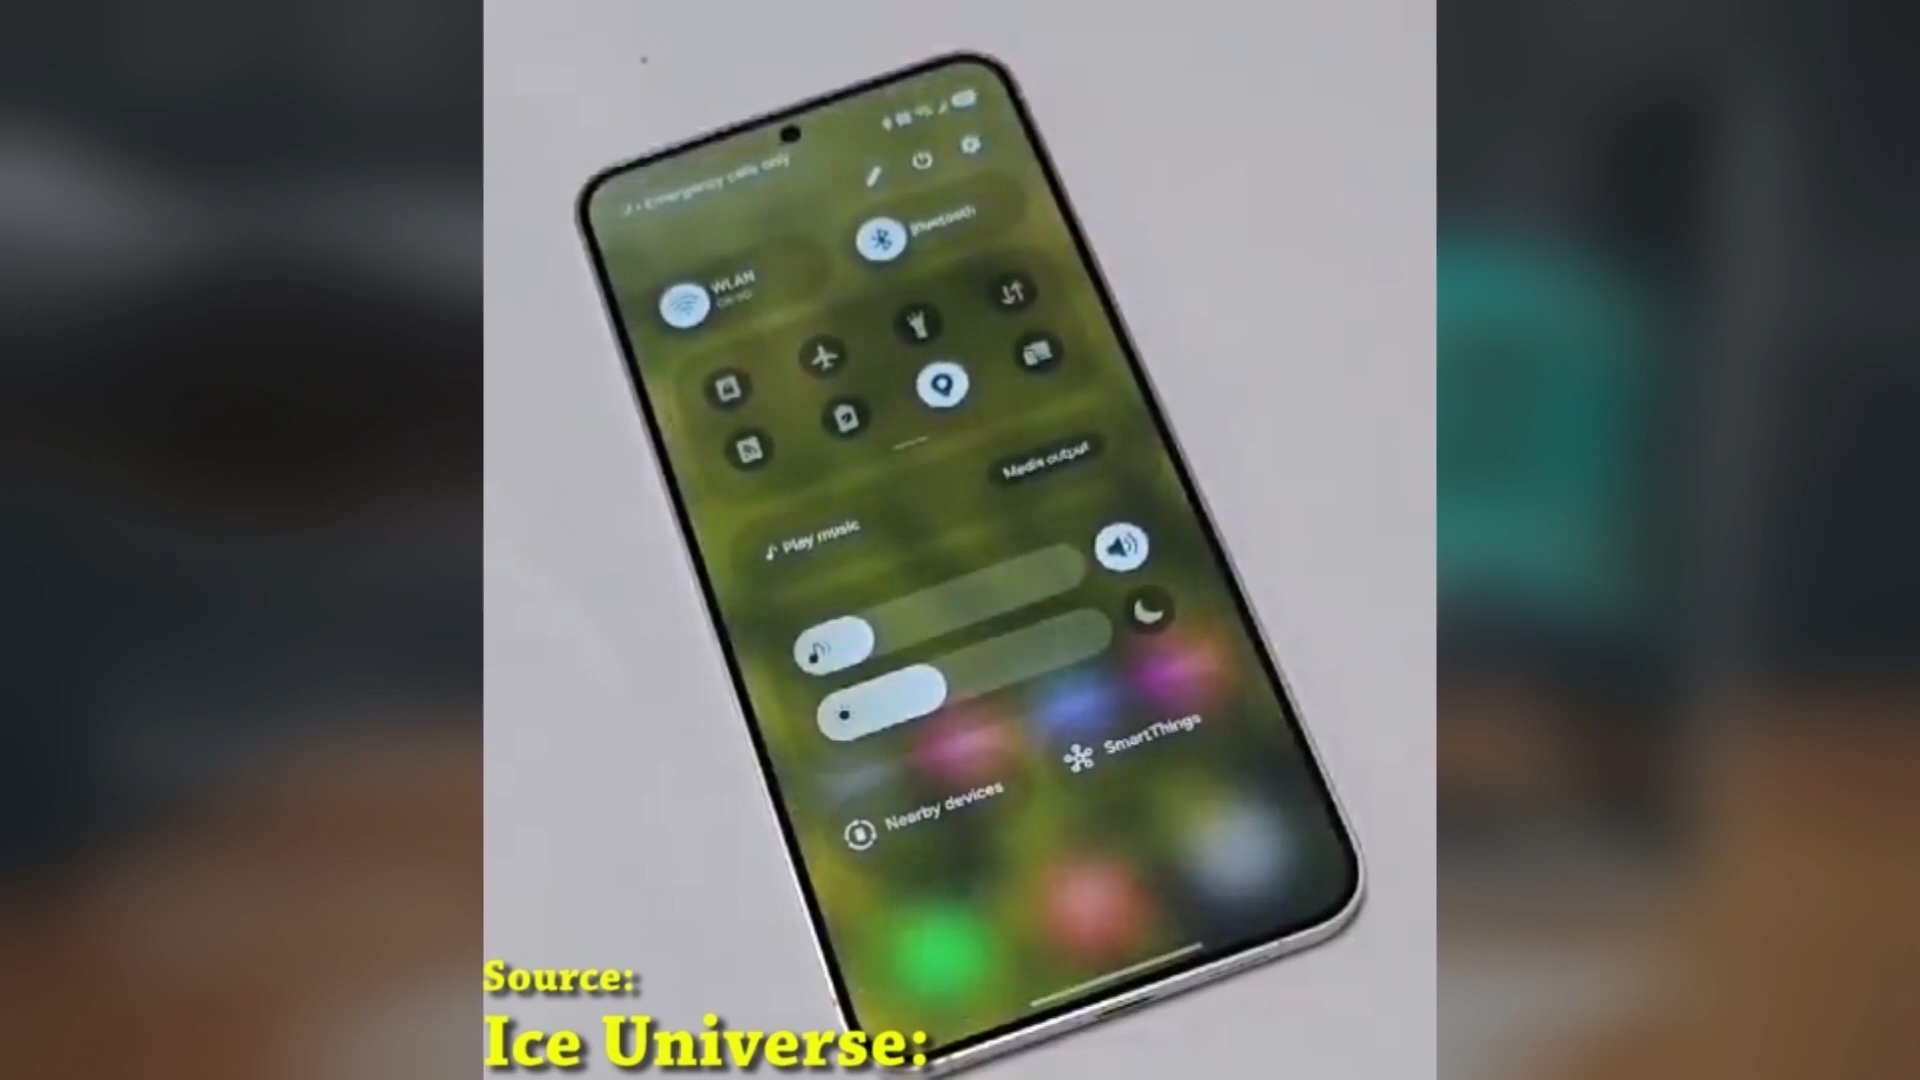 Emergency calls only
Bluetooth
WLAN
Media output
Play music
SmartThings
Nearby devices
Source:
Ice Universe: